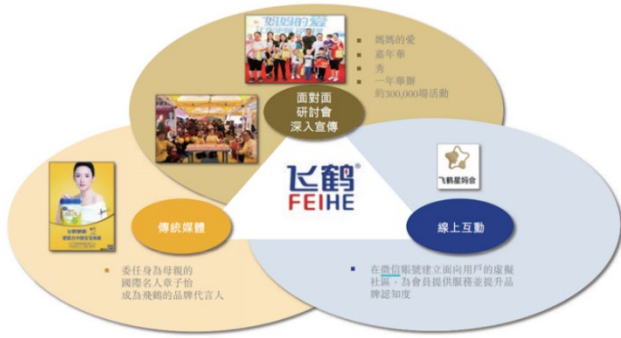 媽媽的愛
媽媽的愛
嘉年華
秀
一年舉辦
約300,000場活動
面對面
研討會
深入宣傳
飞鹤®
FEIHE
飞鹤星妈会
傳統媒體
線上互動
委任身為母親的
國際名人章子怡
成為飛鶴的品牌代言人
在微信賬號建立面向用戶的虛擬
社區，為會員提供服務並提升品
牌認知度